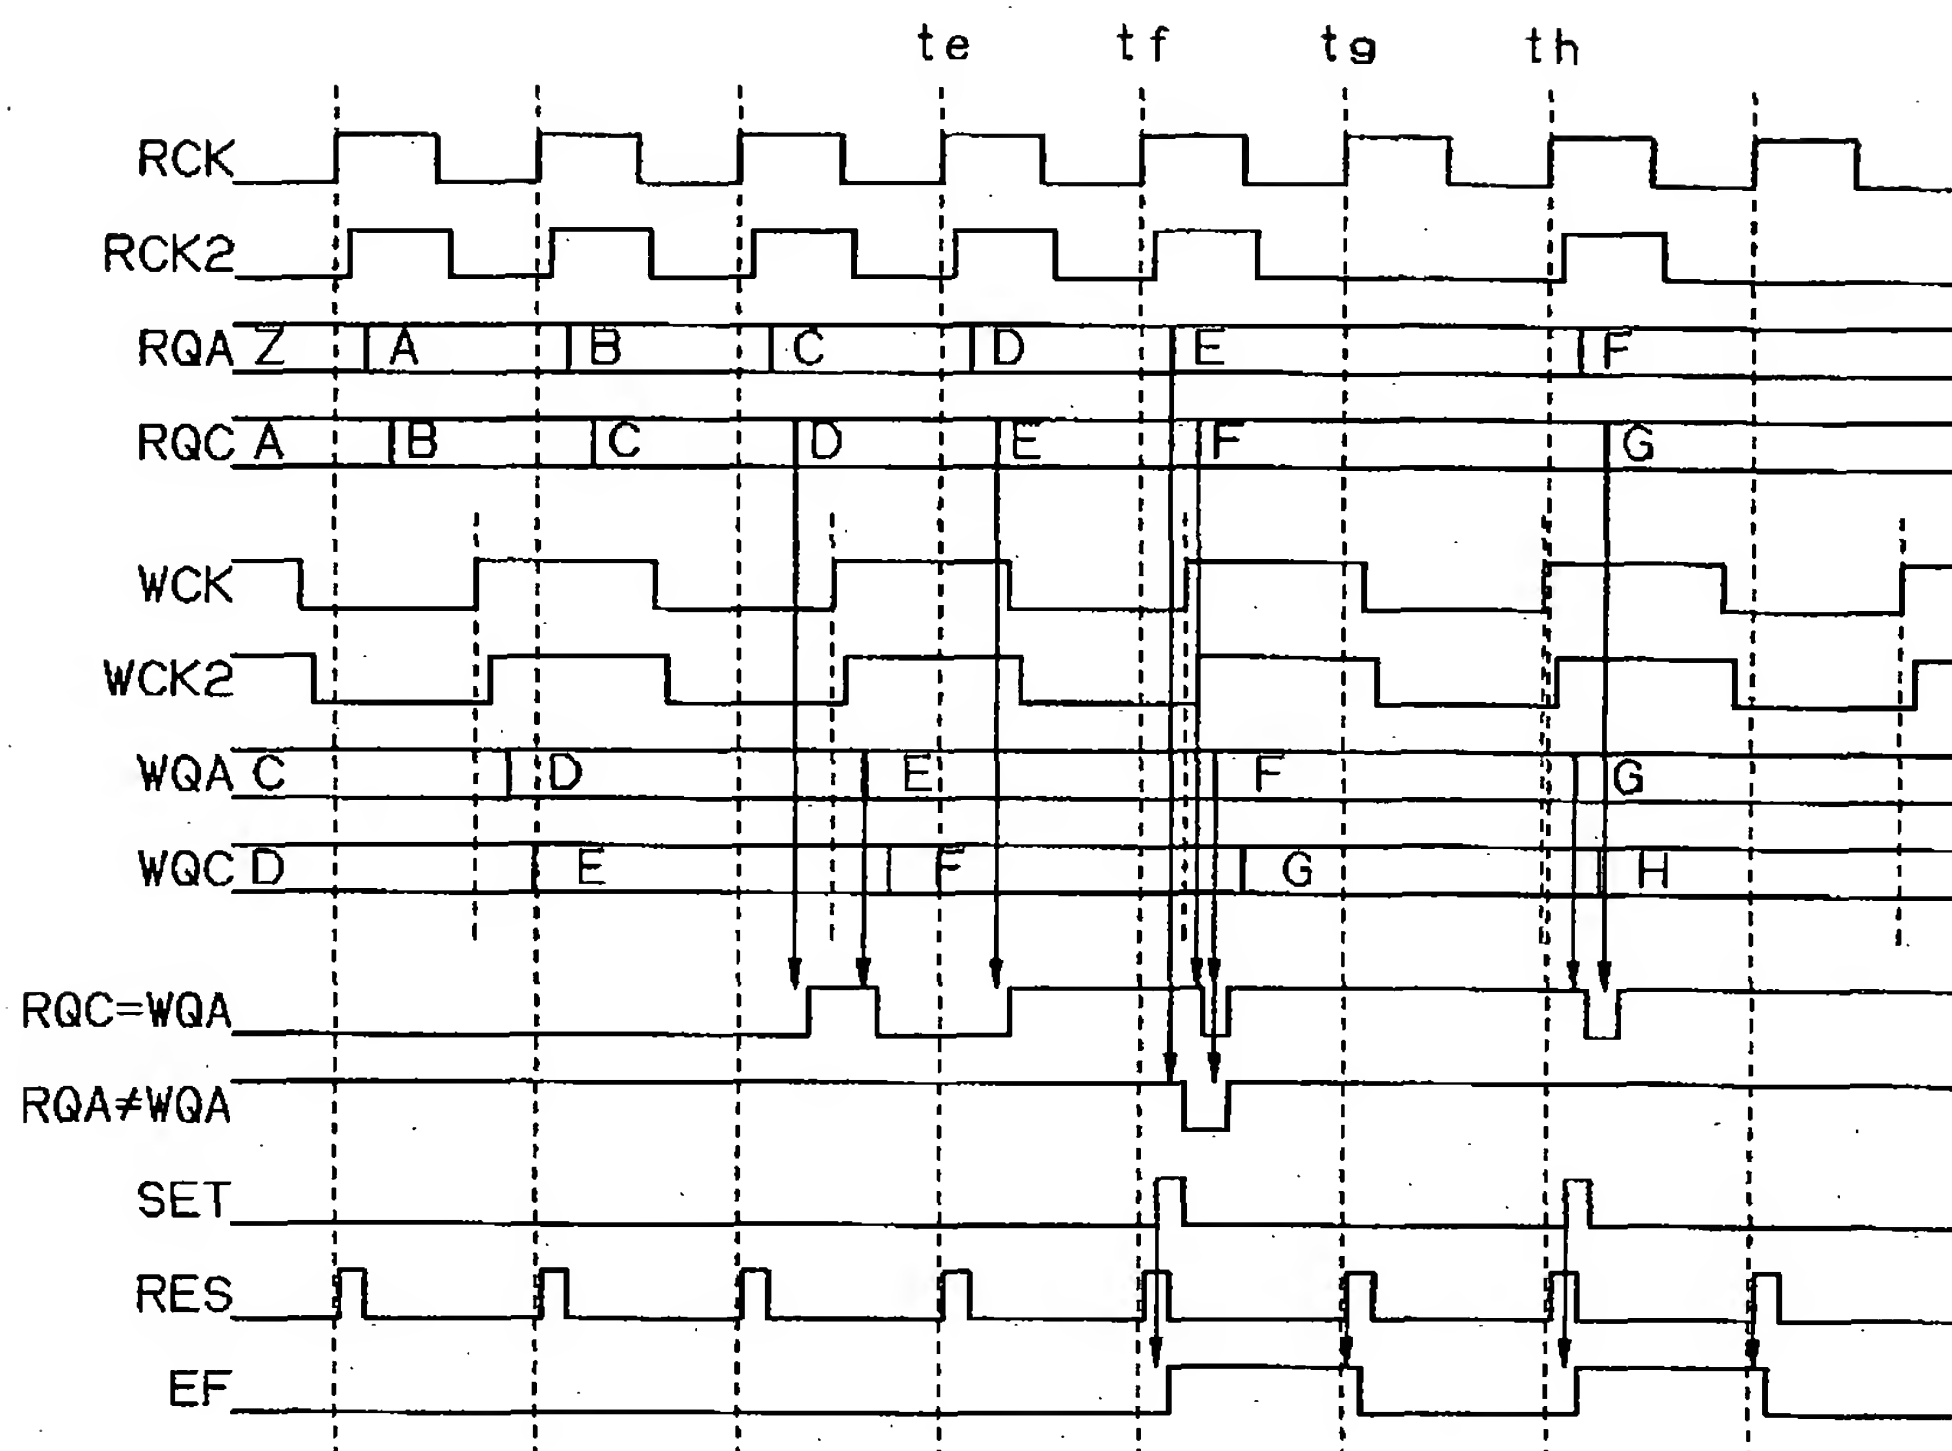 te tf tg th
RCK
RCK2
RQA Z A B C D E F
RQC A B C D E F G
WCK
WCK2
WQA C D E F G
WQC D E F G H
RQC=WQA
RQA≠WQA
SET
RES
EF